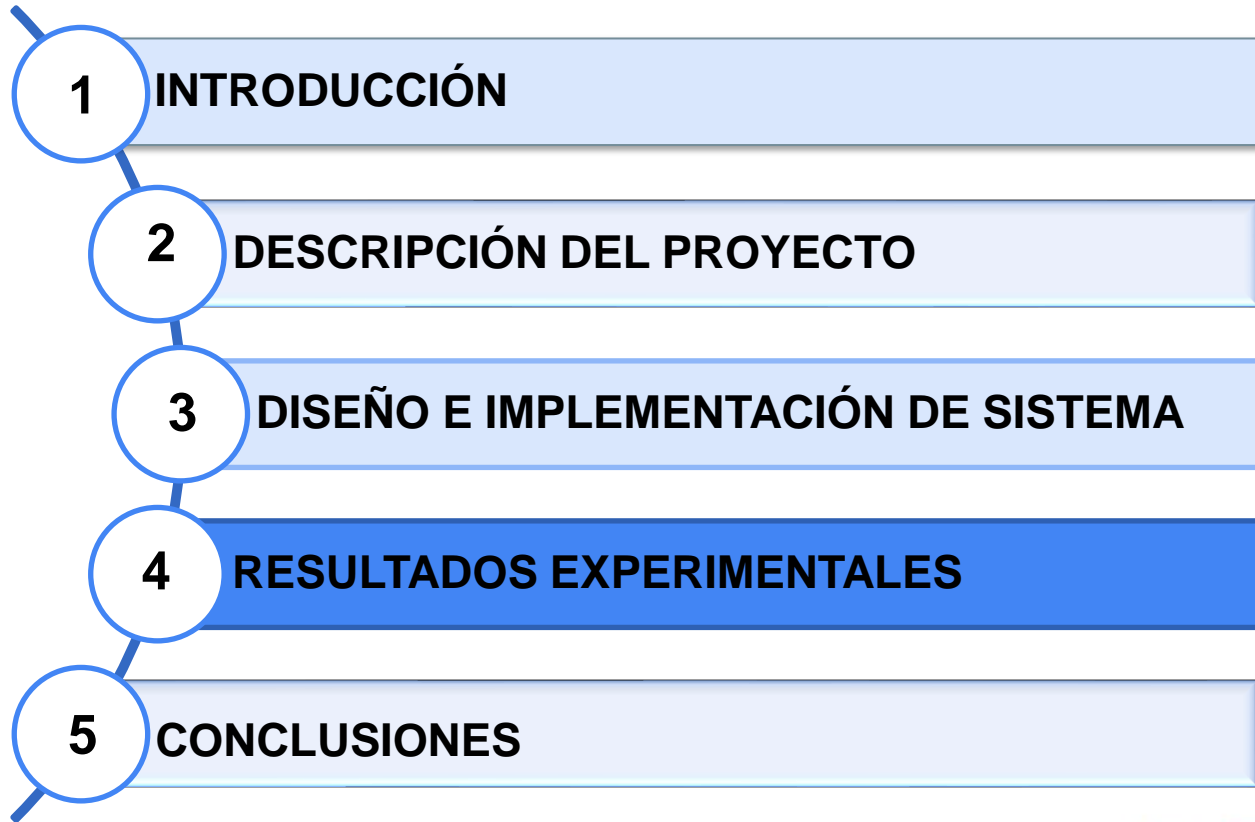 1 INTRODUCCIÓN
2 DESCRIPCIÓN DEL PROYECTO
3 DISEÑO E IMPLEMENTACIÓN DE SISTEMA
4 RESULTADOS EXPERIMENTALES
5 CONCLUSIONES